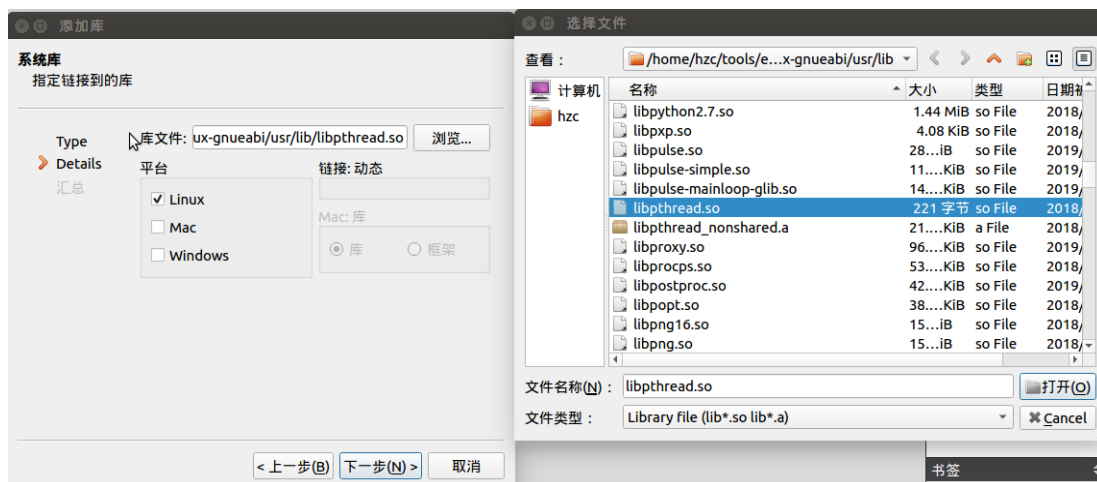 添加库
系统库
指定链接到的库
Type
Details
汇总
库文件: ux-gnueabi/usr/lib/libpthread.so 浏览...
平台
Linux
Mac
Windows
链接: 动态
Mac: 库
库 框架
< 上一步(B) 下一步(N) > 取消
选择文件
查看： /home/hzc/tools/e...x-gnueabi/usr/lib
计算机
hzc
名称 大小 类型
libpython2.7.so 1.44 MiB so File 2018/
libpxp.so 4.08 KiB so File 2018/
libpulse.so 28...iB so File 2019/
libpulse-simple.so 11....KiB so File 2019/
libpulse-mainloop-glib.so 14....KiB so File 2019/
libpthread.so 221 字节 so File 2018/
libpthread_nonshared.a 21....KiB a File 2018/
libproxy.so 96....KiB so File 2019/
libprocps.so 53....KiB so File 2018/
libpostproc.so 42....KiB so File 2019/
libpopt.so 38....KiB so File 2018/
libpng16.so 15...iB so File 2018/
libpng.so 15...iB so File 2018/
文件名称(N)： libpthread.so 打开(O)
文件类型： Library file (lib*.so lib*.a) Cancel
书签